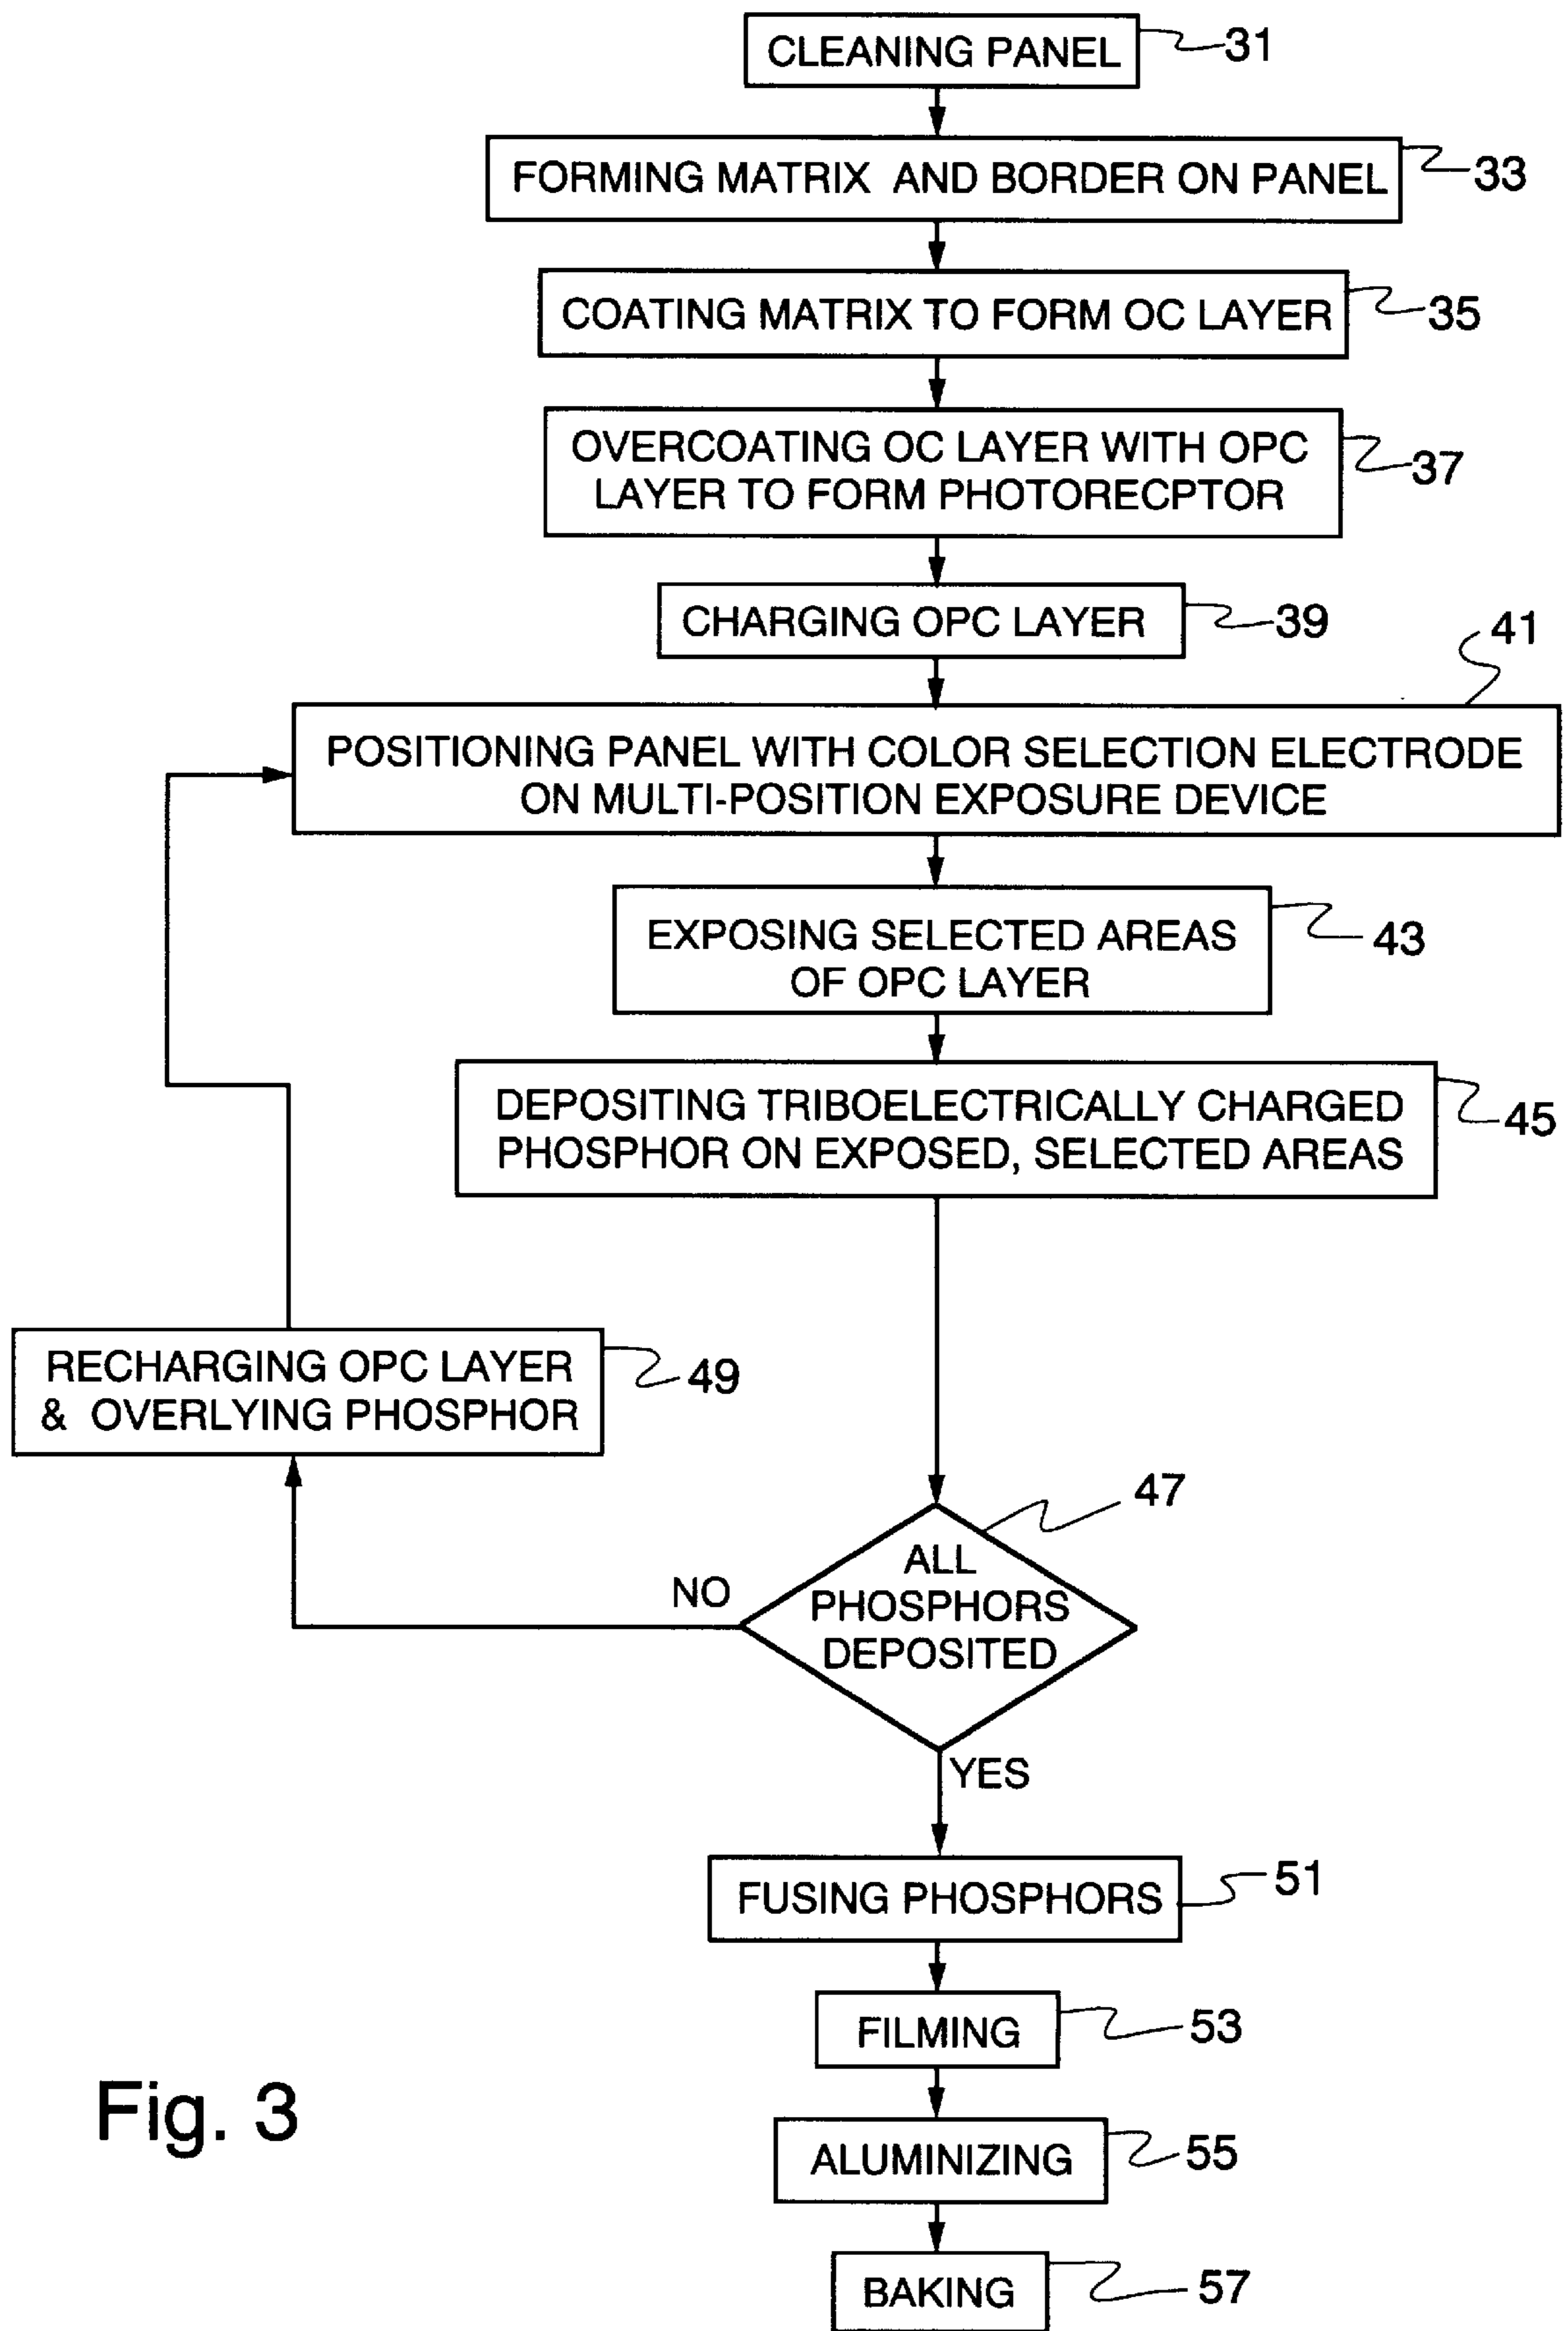 CLEANING PANEL
31
FORMING MATRIX AND BORDER ON PANEL
33
COATING MATRIX TO FORM OC LAYER
35
OVERCOATING OC LAYER WITH OPC
LAYER TO FORM PHOTORECPTOR
37
CHARGING OPC LAYER
39
41
POSITIONING PANEL WITH COLOR SELECTION ELECTRODE
ON MULTI-POSITION EXPOSURE DEVICE
EXPOSING SELECTED AREAS
OF OPC LAYER
43
DEPOSITING TRIBOELECTRICALLY CHARGED
PHOSPHOR ON EXPOSED, SELECTED AREAS
45
RECHARGING OPC LAYER
& OVERLYING PHOSPHOR
49
47
ALL
PHOSPHORS
DEPOSITED
NO
YES
FUSING PHOSPHORS
51
FILMING
53
Fig. 3
ALUMINIZING
55
BAKING
57